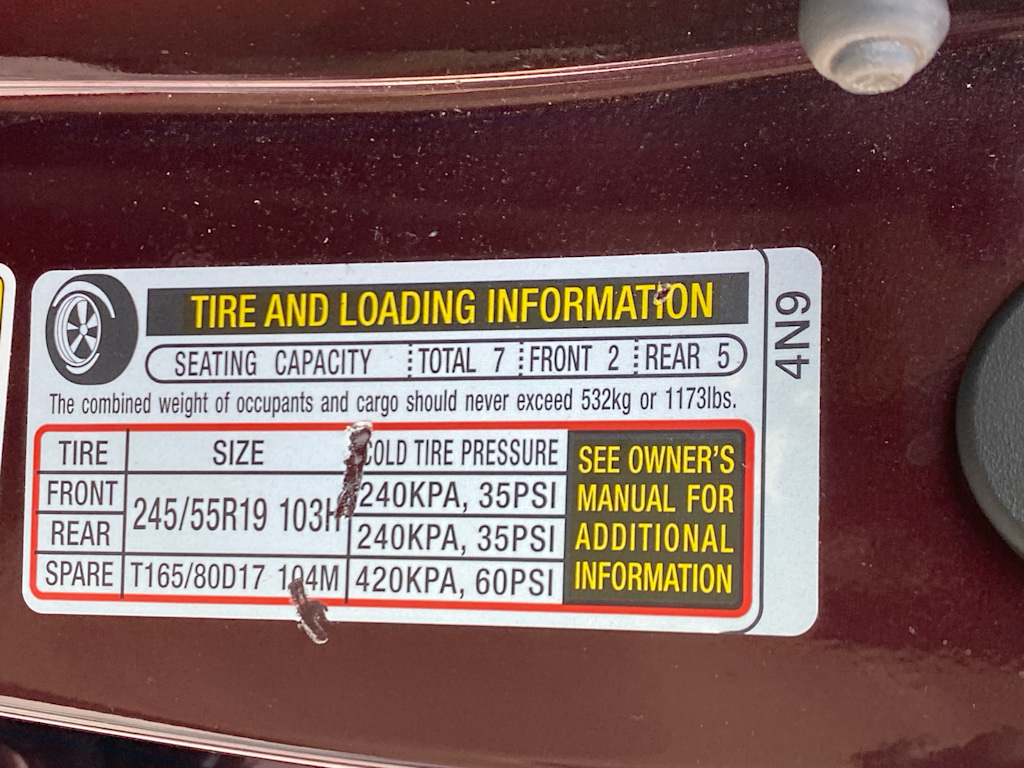 TIRE AND LOADING INFORMATION
SEATING CAPACITY TOTAL 7 FRONT 2 REAR 5
The combined weight of occupants and cargo should never exceed 532kg or 1173lbs.
TIRE SIZE COLD TIRE PRESSURE
FRONT 245/55R19 103H 240KPA, 35PSI
REAR 240KPA, 35PSI
SPARE T165/80D17 104M 420KPA, 60PSI
SEE OWNER'S
MANUAL FOR
ADDITIONAL
INFORMATION
4N9